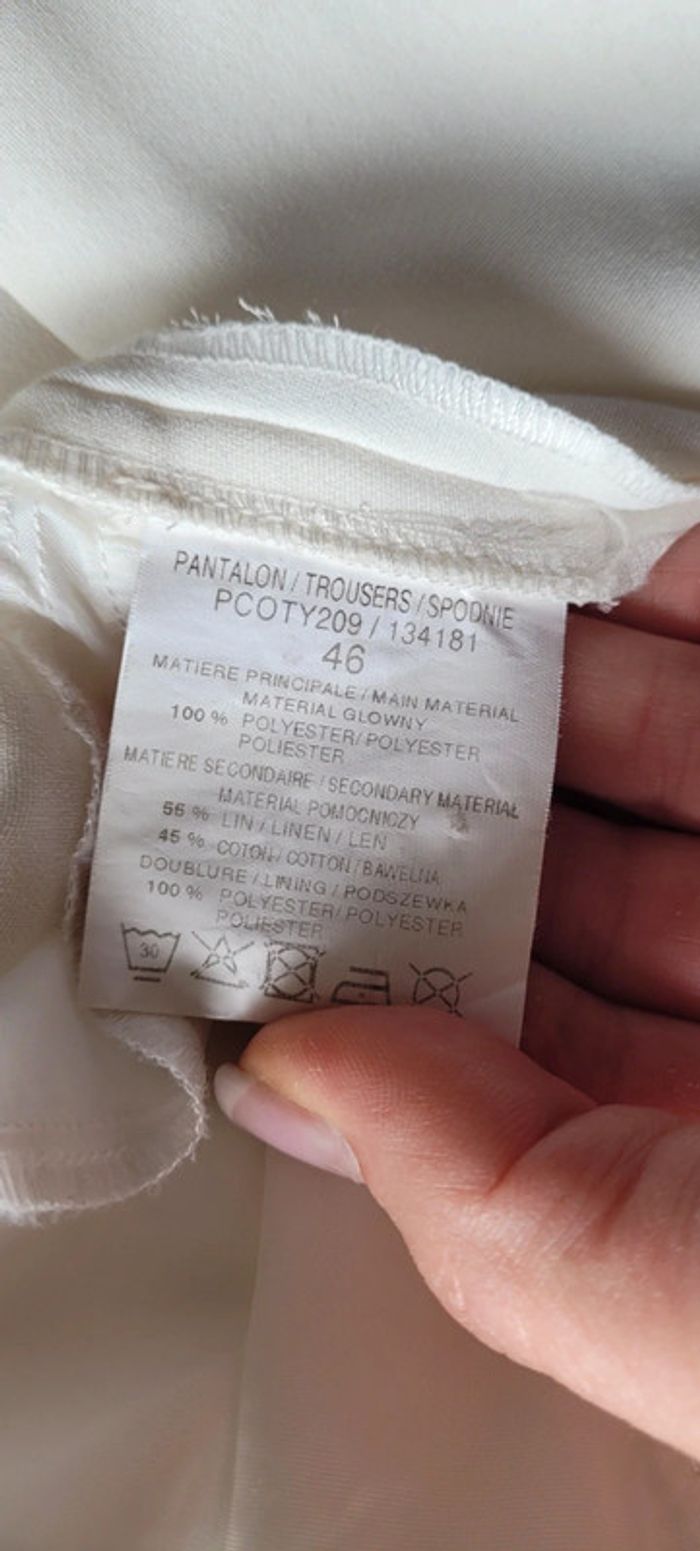 PANTALON / TROUSERS / SPODNIE
PCOTY209 / 134181
46
MATIERE PRINCIPALE / MAIN MATERIAL
MATERIAL GLOWNY
100 % POLYESTER/ POLYESTER
POLIESTER
MATIERE SECONDAIRE / SECONDARY MATERIAL
MATERIAL POMOCNICZY
55 % LIN / LINEN / LEN
45 % COTON / COTTON / BAWELNA
DOUBLURE / LINING / PODSZEWKA
100 % POLYESTER/ POLYESTER
POLIESTER
30